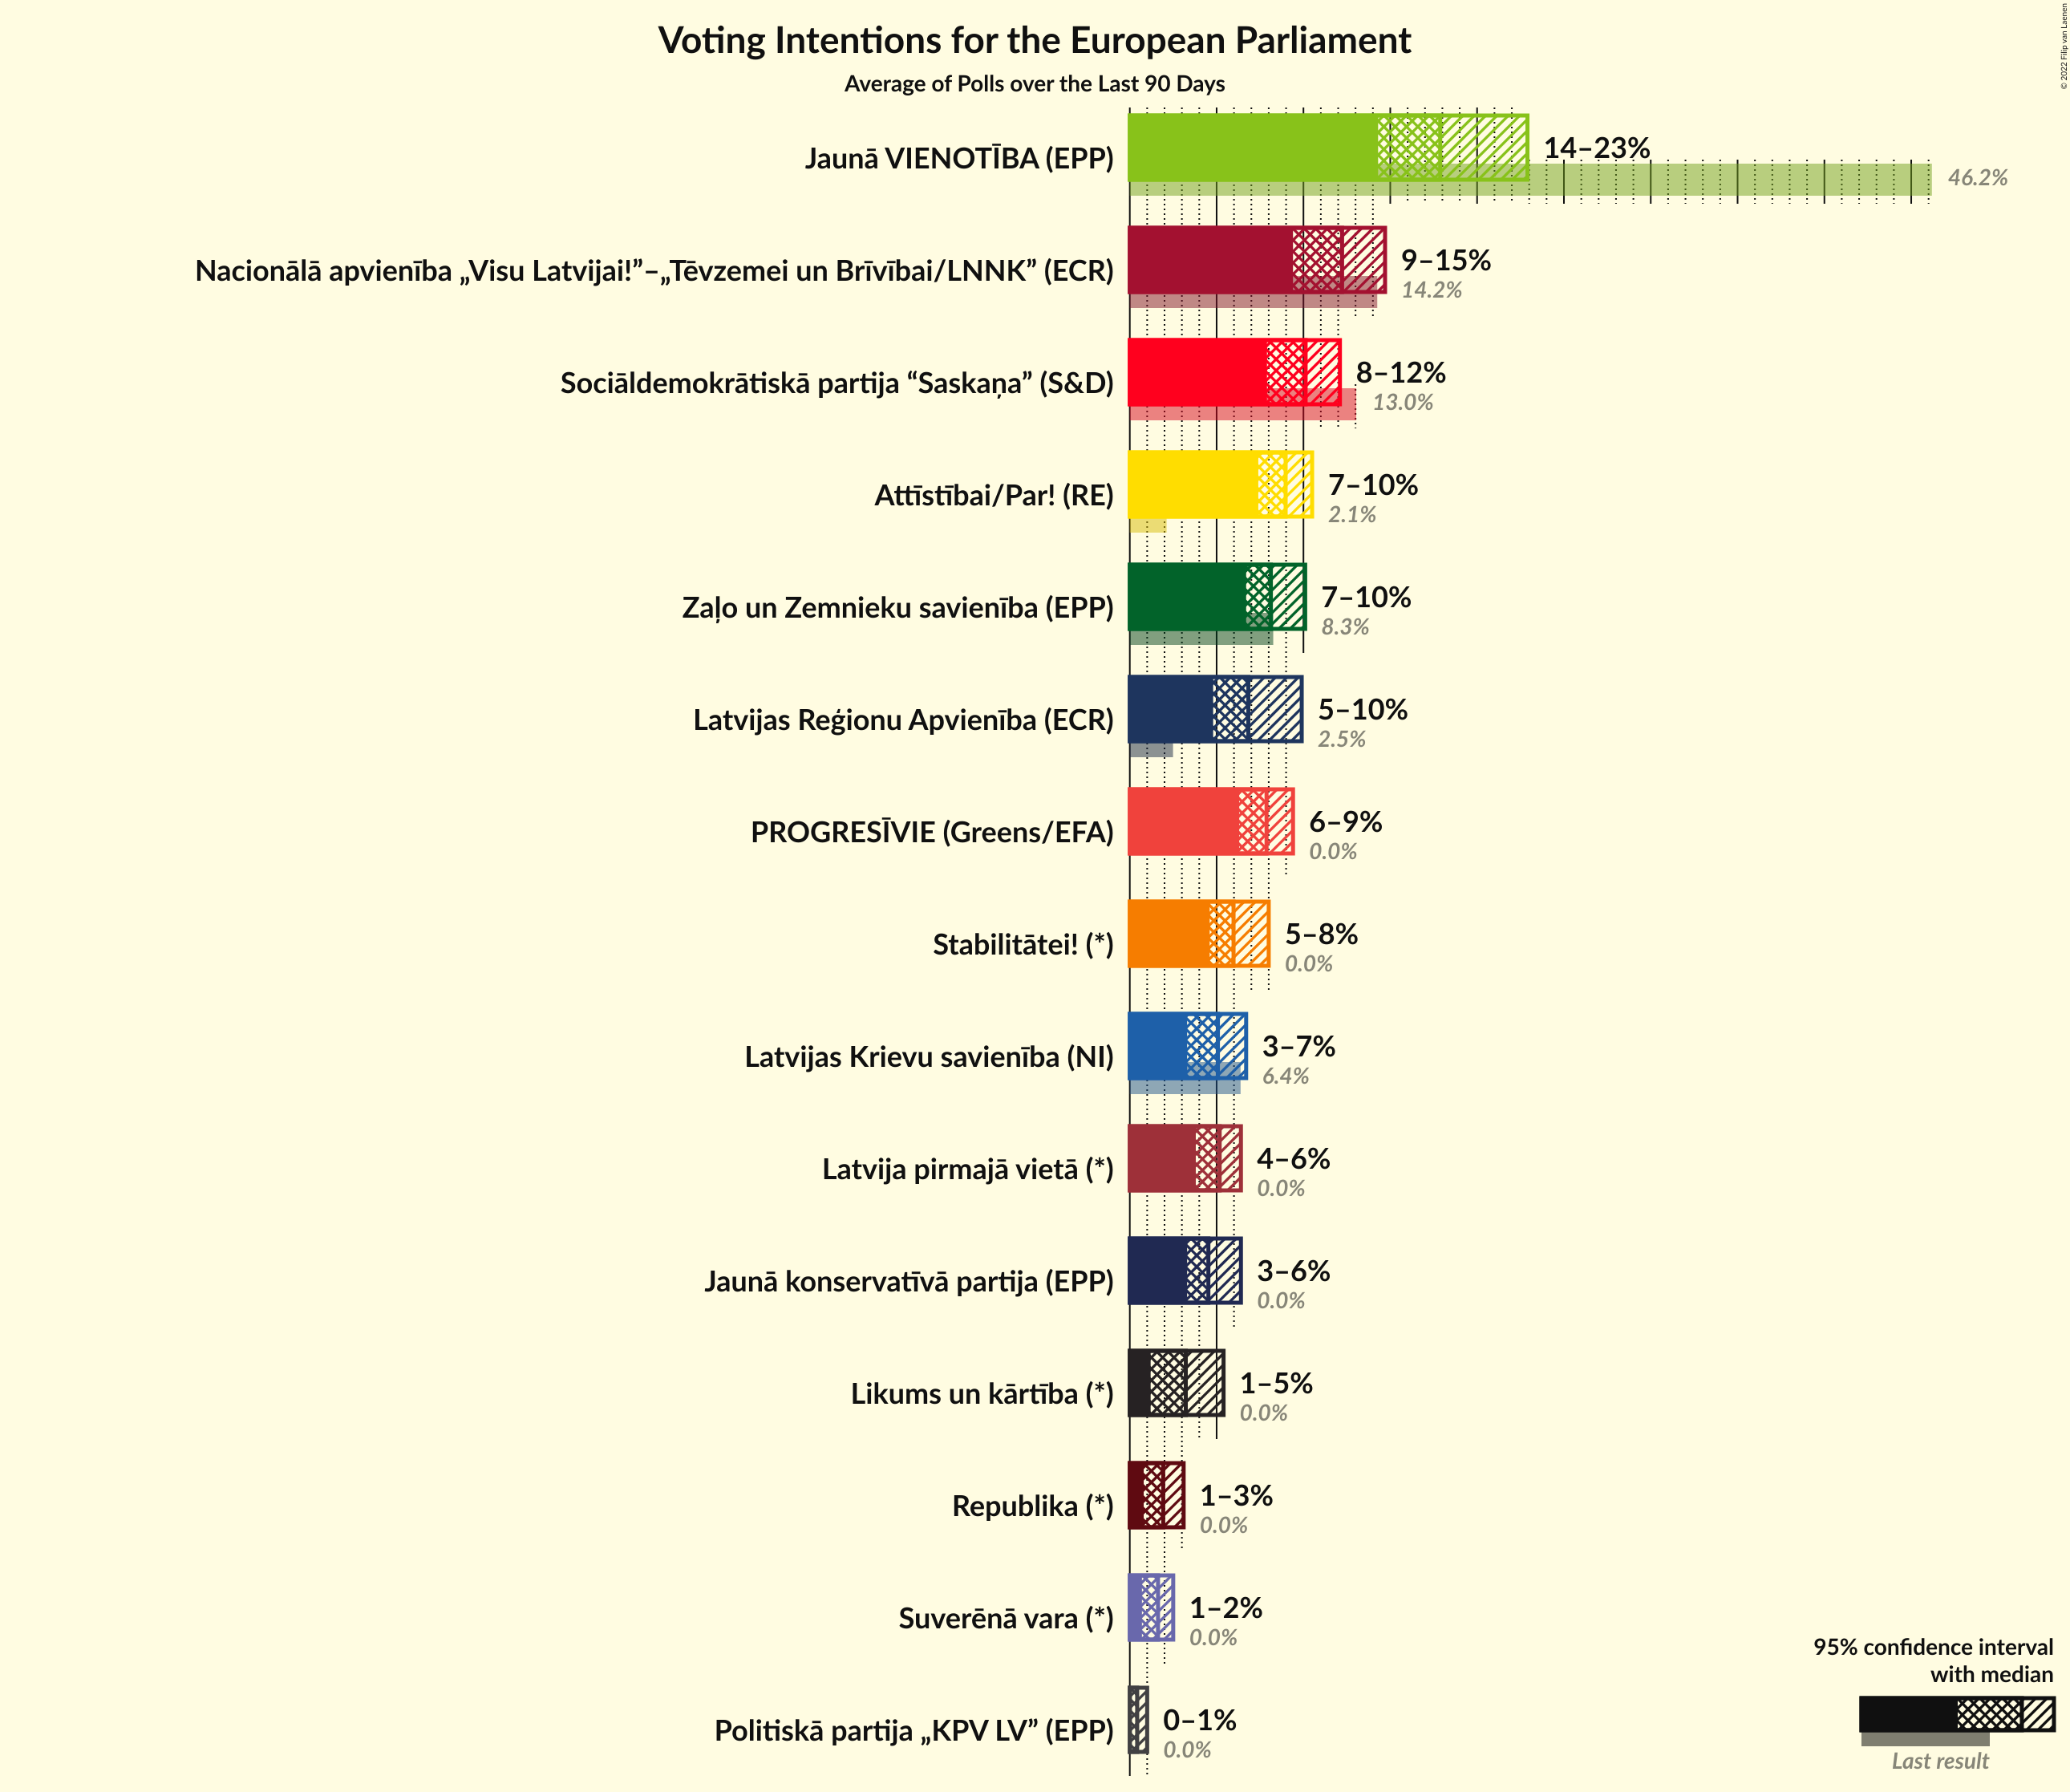 Voting Intentions for the European Parliament
Average of Polls over the Last 90 Days
© 2022 Filip van Laenen
Jaunā VIENOTĪBA (EPP)
14–23%
46.2%
Nacionālā apvienība „Visu Latvijai!”–„Tēvzemei un Brīvībai/LNNK” (ECR)
9–15%
14.2%
Sociāldemokrātiskā partija “Saskaņa” (S&D)
8–12%
13.0%
Attīstībai/Par! (RE)
7–10%
2.1%
Zaļo un Zemnieku savienība (EPP)
7–10%
8.3%
Latvijas Reģionu Apvienība (ECR)
5–10%
2.5%
PROGRESĪVIE (Greens/EFA)
6–9%
0.0%
Stabilitātei! (*)
5–8%
0.0%
Latvijas Krievu savienība (NI)
3–7%
6.4%
Latvija pirmajā vietā (*)
4–6%
0.0%
Jaunā konservatīvā partija (EPP)
3–6%
0.0%
Likums un kārtība (*)
1–5%
0.0%
Republika (*)
1–3%
0.0%
Suverēnā vara (*)
1–2%
0.0%
Politiskā partija „KPV LV” (EPP)
0–1%
0.0%
95% confidence interval
with median
Last result